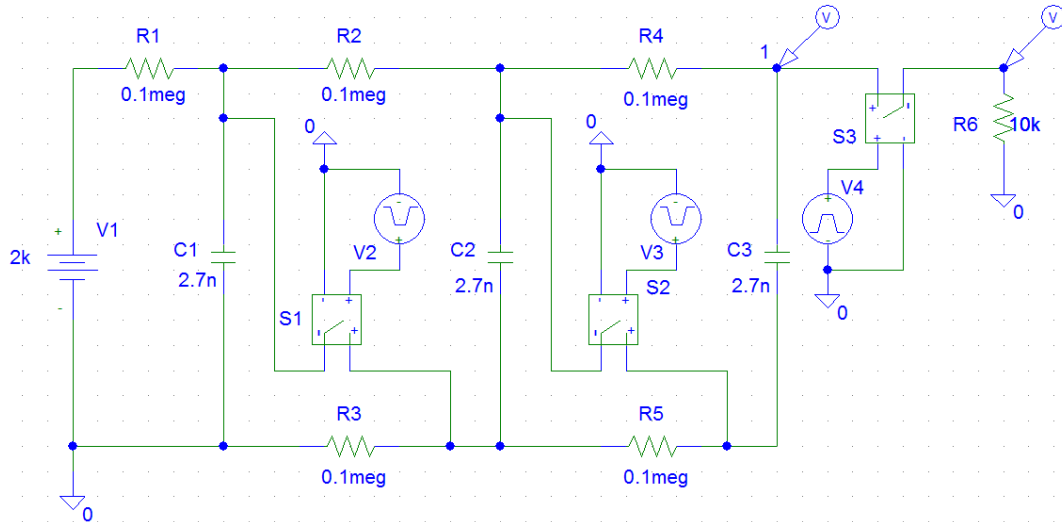 R1
R2
R4
1
V
V
0.1meg
0.1meg
0.1meg
0
0
S3
R6
10k
V4
V1
2k
C1
2.7n
V2
C2
2.7n
V3
C3
2.7n
0
S1
S2
0
R3
R5
0.1meg
0.1meg
0